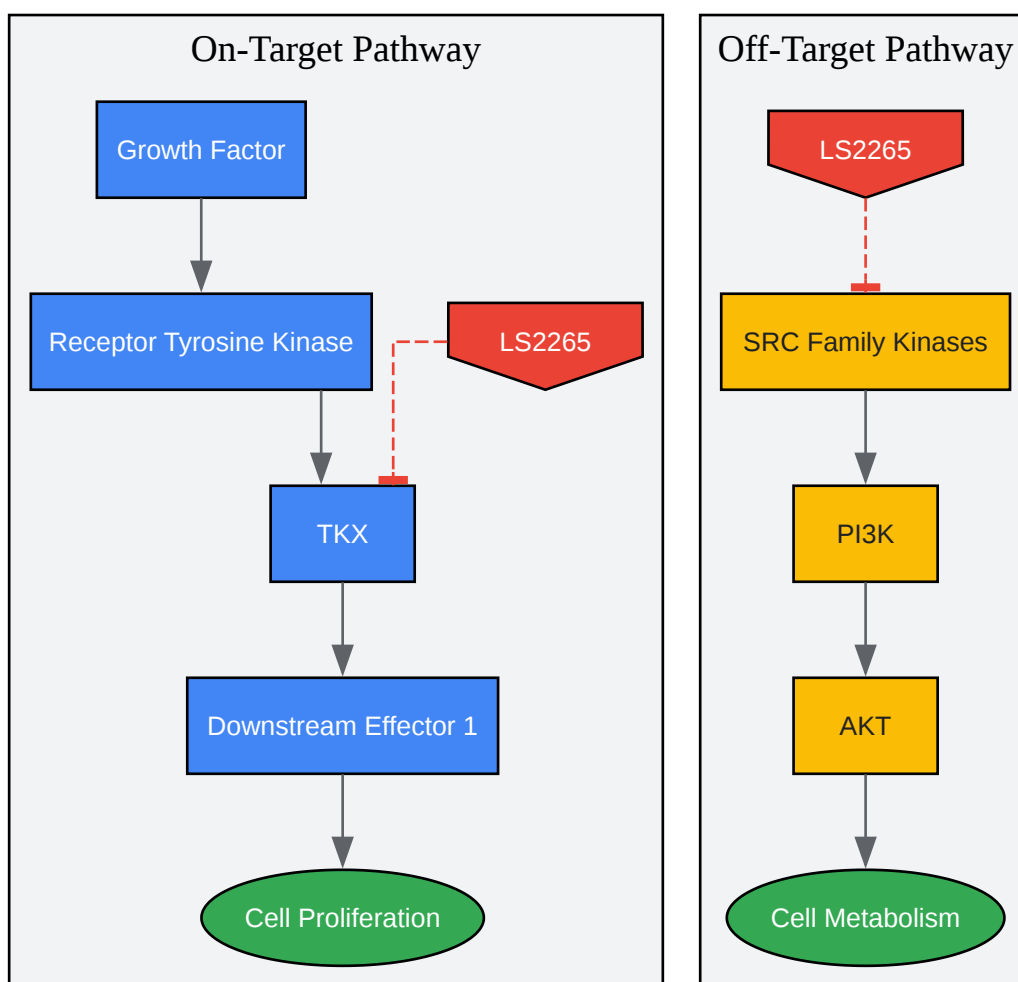 On-Target Pathway
Growth Factor
Receptor Tyrosine Kinase
LS2265
TKX
Downstream Effector 1
Cell Proliferation
Off-Target Pathway
LS2265
SRC Family Kinases
PI3K
AKT
Cell Metabolism